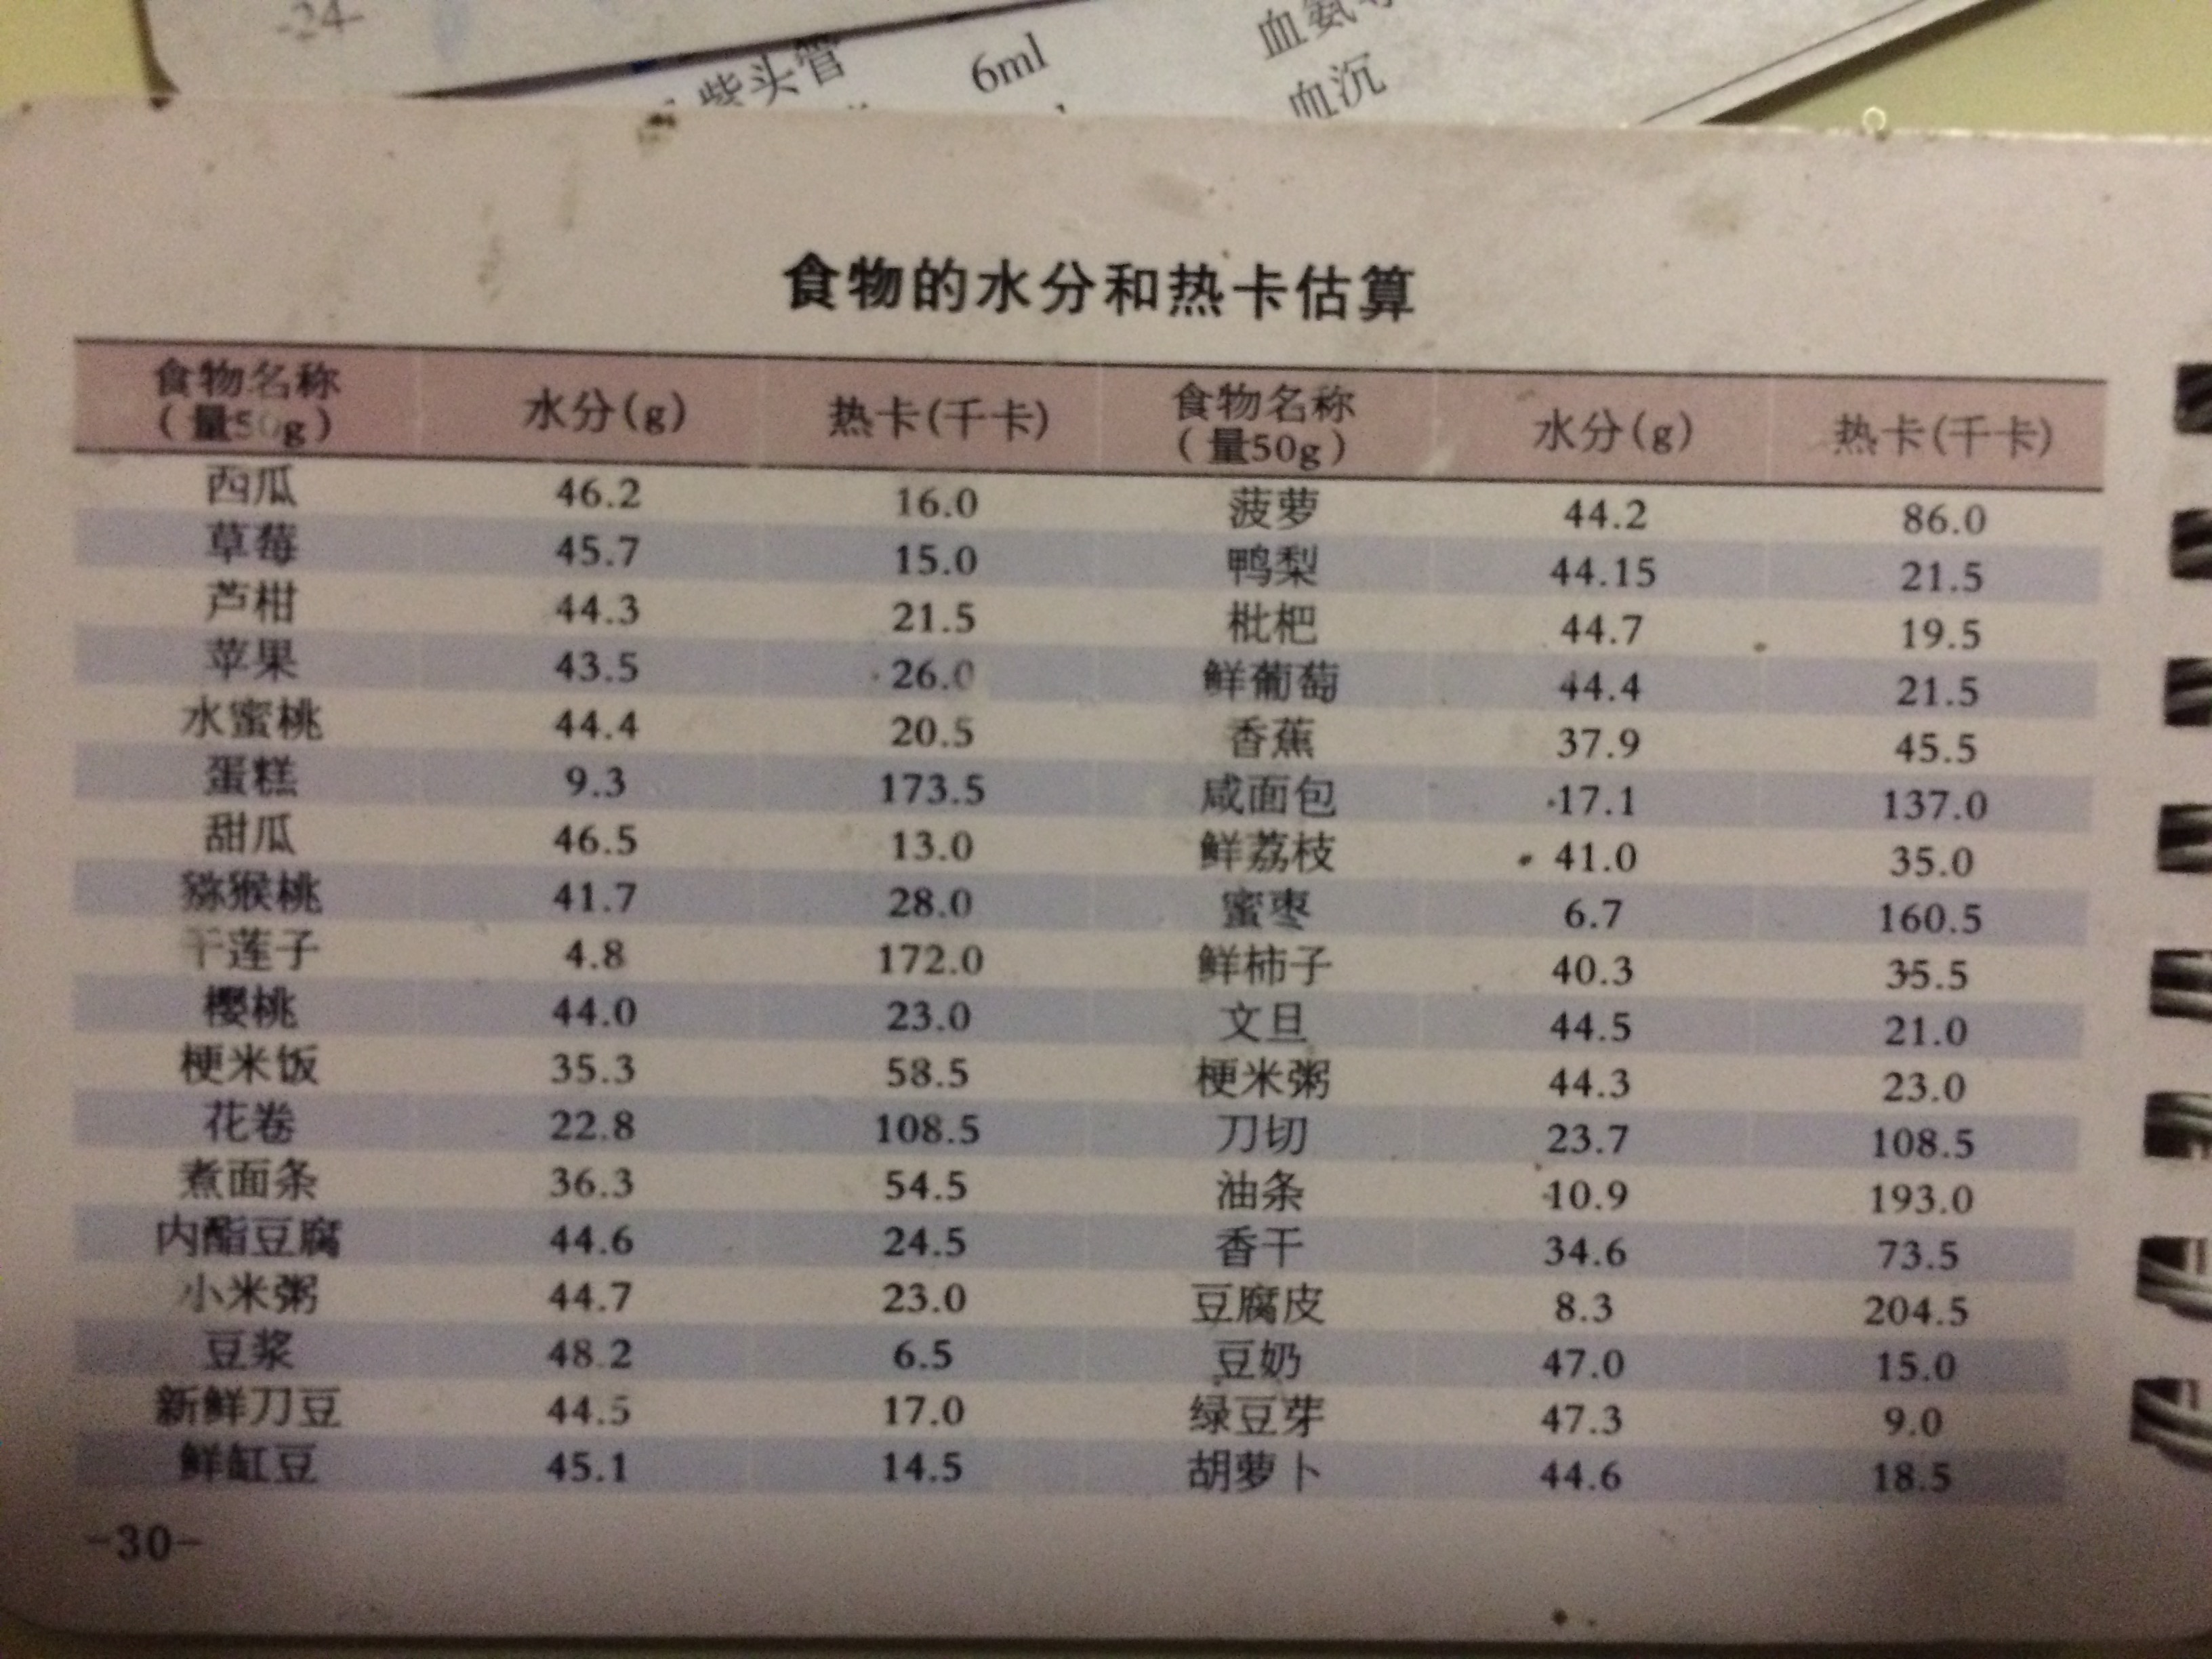 食物的水分和热卡估算
食物名称(量50g) 水分(g) 热卡(千卡) 食物名称(量50g) 水分(g) 热卡(千卡)
西瓜 46.2 16.0 菠萝 44.2 86.0
草莓 45.7 15.0 鸭梨 44.15 21.5
芦柑 44.3 21.5 枇杷 44.7 19.5
苹果 43.5 26.0 鲜葡萄 44.4 21.5
水蜜桃 44.4 20.5 香蕉 37.9 45.5
蛋糕 9.3 173.5 咸面包 17.1 137.0
甜瓜 46.5 13.0 鲜荔枝 41.0 35.0
猕猴桃 41.7 28.0 蜜枣 6.7 160.5
干莲子 4.8 172.0 鲜柿子 40.3 35.5
樱桃 44.0 23.0 文旦 44.5 21.0
梗米饭 35.3 58.5 梗米粥 44.3 23.0
花卷 22.8 108.5 刀切 23.7 108.5
煮面条 36.3 54.5 油条 10.9 193.0
内酯豆腐 44.6 24.5 香干 34.6 73.5
小米粥 44.7 23.0 豆腐皮 8.3 204.5
豆浆 48.2 6.5 豆奶 47.0 15.0
新鲜刀豆 44.5 17.0 绿豆芽 47.3 9.0
鲜缸豆 45.1 14.5 胡萝卜 44.6 18.5
-30-
血氨
血沉
紫头管 6ml
-24-